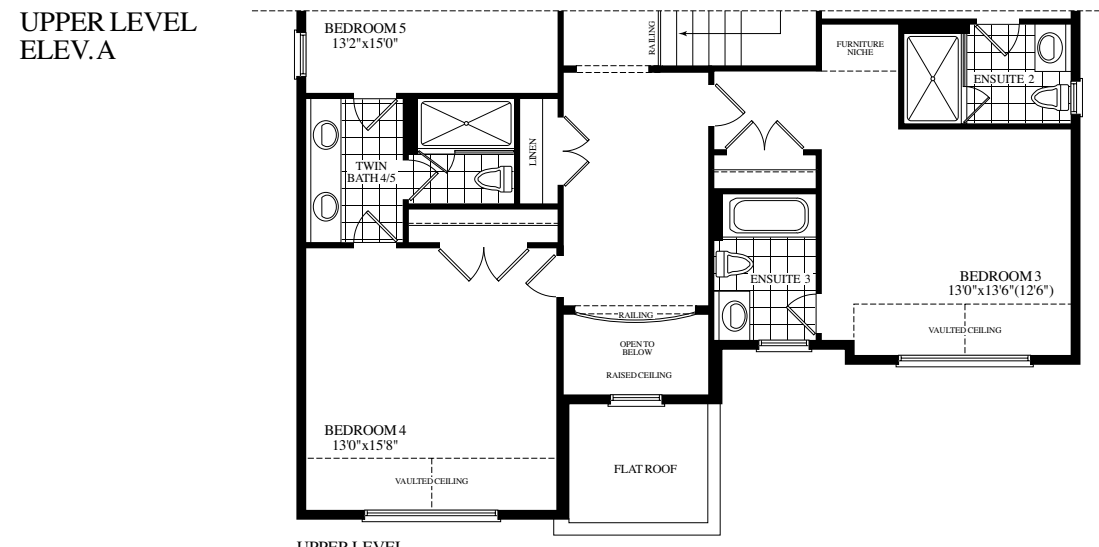 UPPER LEVEL
ELEV. A
BEDROOM 5
13'2"x15'0"
RAILING
FURNITURE
NICHE
ENSUITE 2
LINEN
TWIN
BATH 4/5
ENSUITE 3
BEDROOM 3
13'0"x13'6"(12'6")
RAILING
VAULTED CEILING
OPEN TO
BELOW
RAISED CEILING
BEDROOM 4
13'0"x15'8"
VAULTED CEILING
FLAT ROOF
UPPER LEVEL